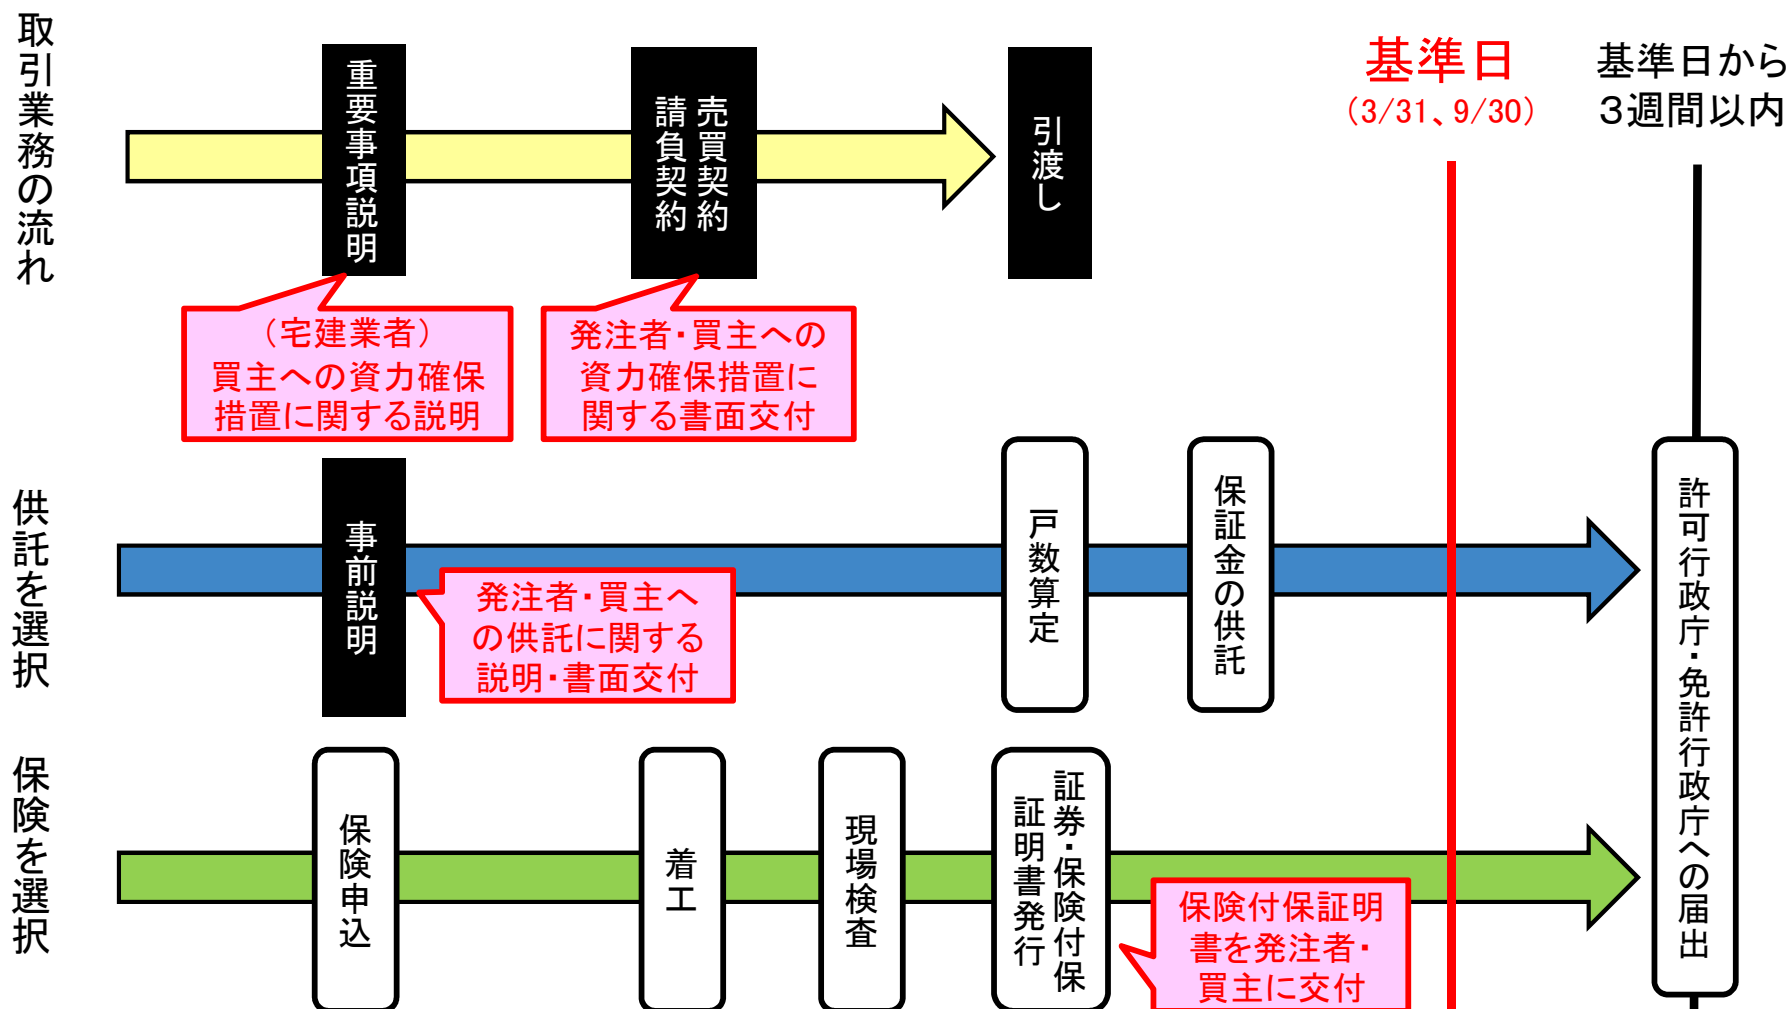 取引業務の流れ
重要事項説明
売買契約
請負契約
引渡し
基準日
(3/31、9/30)
基準日から
3週間以内
(宅建業者)
買主への資力確保
措置に関する説明
発注者・買主への
資力確保措置に
関する書面交付
供託を選択
事前説明
発注者・買主へ
の供託に関する
説明・書面交付
戸数算定
保証金の供託
許可行政庁・免許行政庁への届出
保険を選択
保険申込
着工
現場検査
証券・保険付保
証明書発行
保険付保証明
書を発注者・
買主に交付